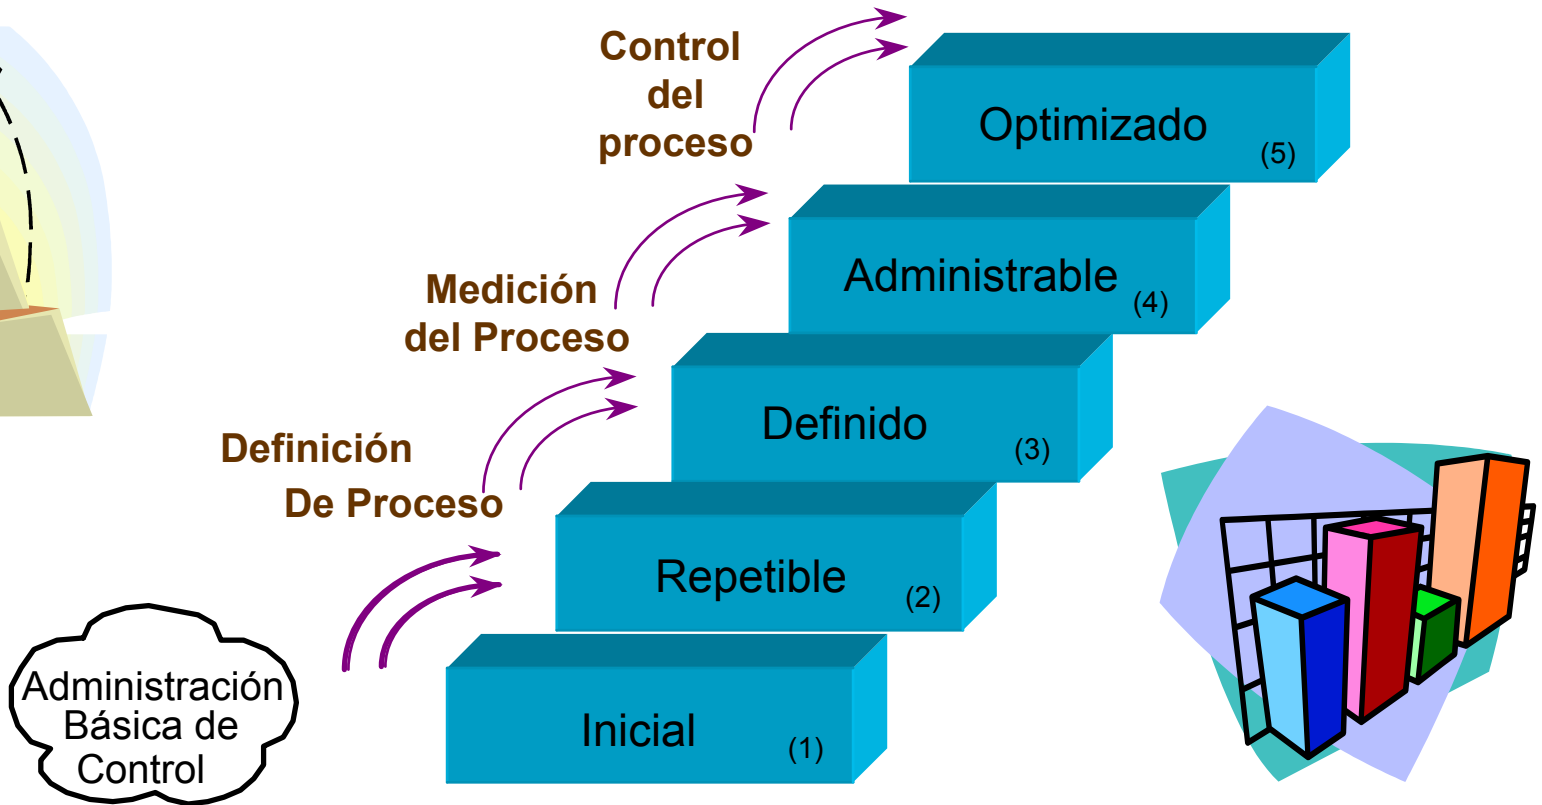 Control
del
proceso
Optimizado
(5)
Medición
del Proceso
Administrable
(4)
Definición
De Proceso
Definido
(3)
Repetible
(2)
Administración
Básica de
Control
Inicial
(1)